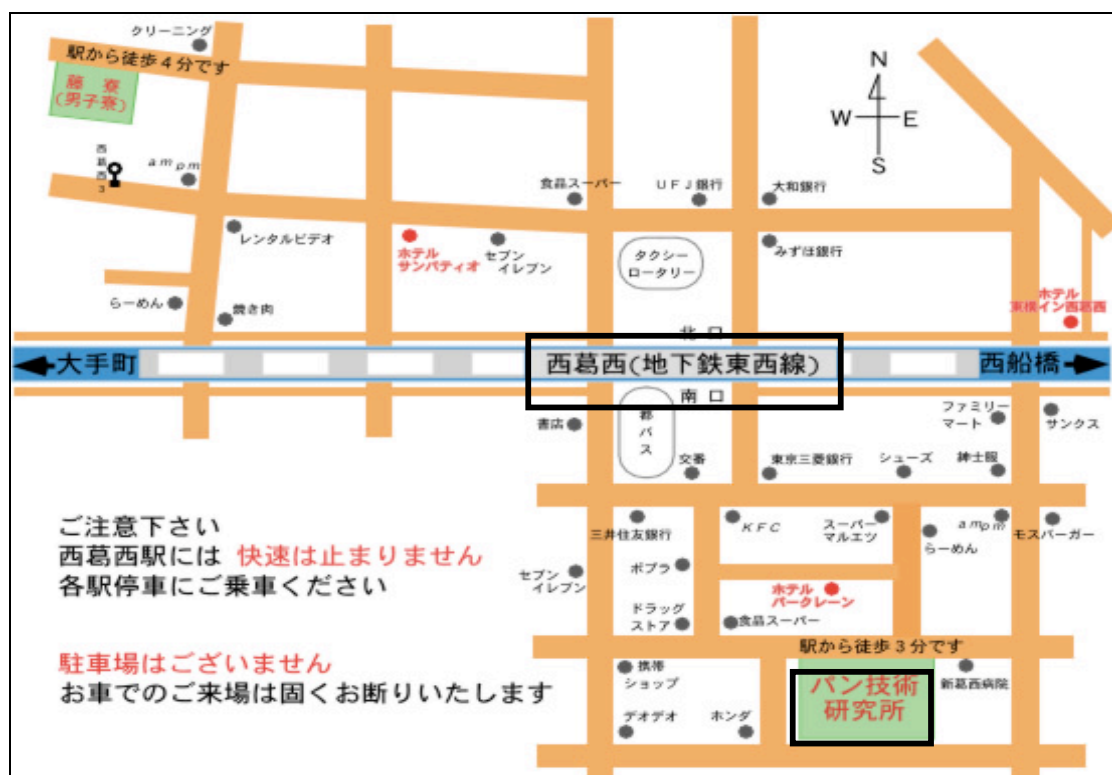 クリーニング
駅から徒歩4分です
藤 寮
(男子寮)
N
W
E
S
西葛西3
ampm
食品スーパー
UFJ銀行
大和銀行
レンタルビデオ
ホテル
サンパティオ
セブン
イレブン
タクシー
ロータリー
みずほ銀行
らーめん
焼き肉
ホテル
東横イン西葛西
北口
大手町
西葛西(地下鉄東西線)
西船橋
南口
書店
都バス
交番
東京三菱銀行
シューズ
紳士服
ファミリー
マート
サンクス
ご注意下さい
西葛西駅には 快速は止まりません
各駅停車にご乗車ください
三井住友銀行
KFC
スーパー
マルエツ
らーめん
ampm
モスバーガー
セブン
イレブン
ポプラ
ホテル
パークレーン
ドラッグ
ストア
食品スーパー
駐車場はございません
お車でのご来場は固くお断りいたします
駅から徒歩3分です
携帯
ショップ
パン技術
研究所
新葛西病院
デオデオ
ホンダ